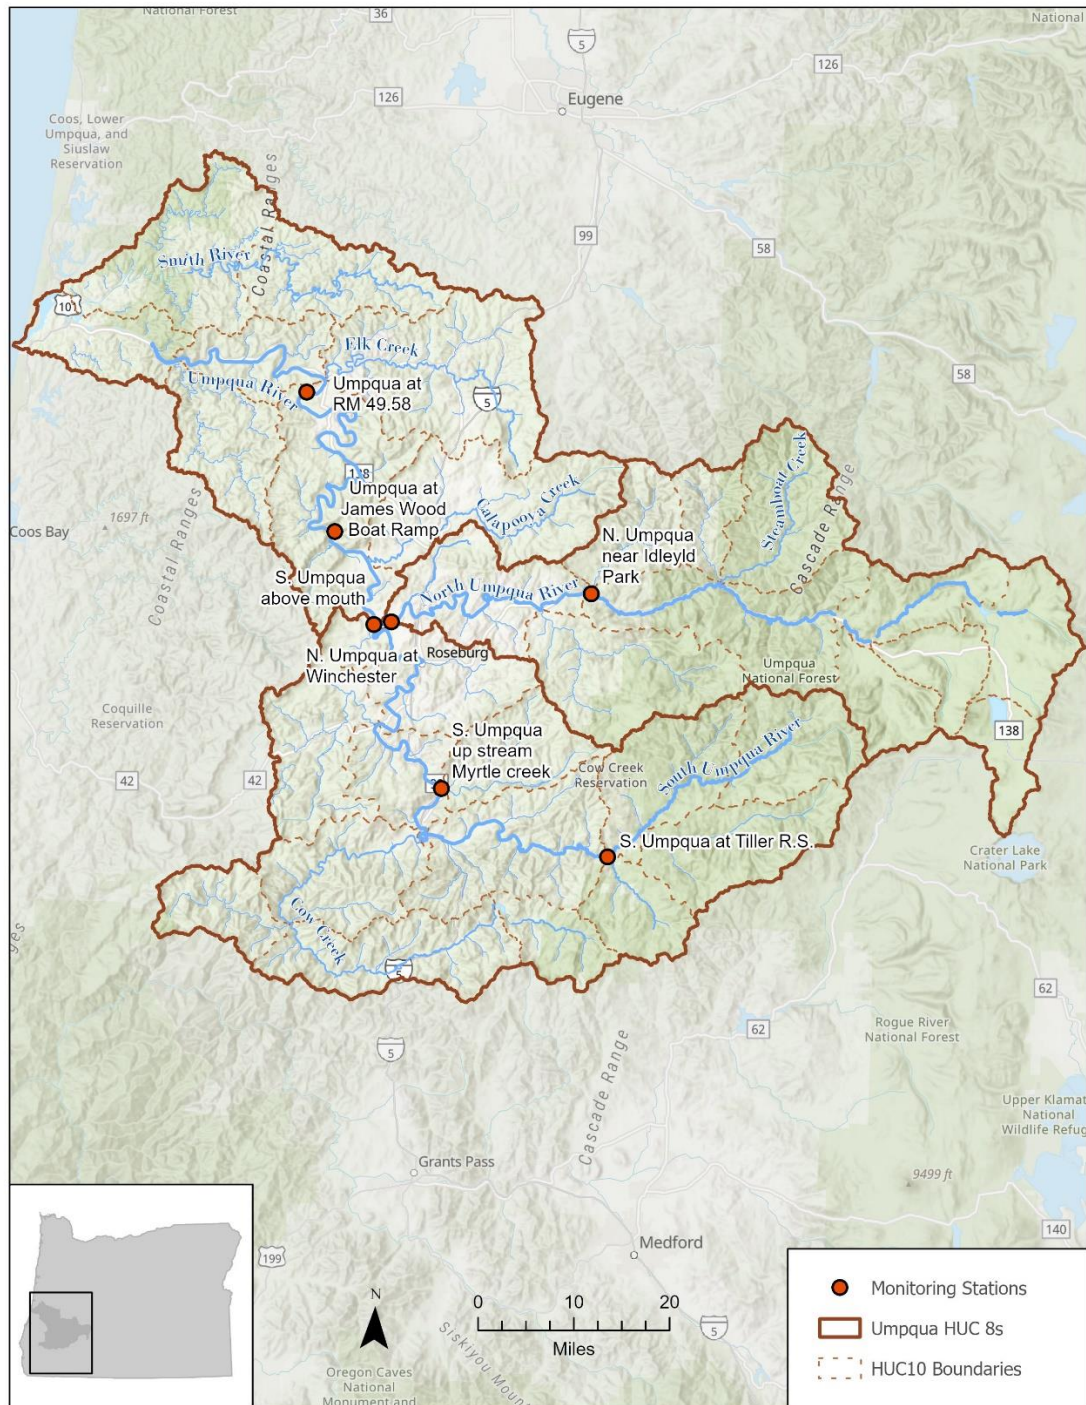 National Forest
36
National
5
126
126
Eugene
Coos, Lower
Umpqua, and
Siuslaw
Reservation
Coastal Ranges
99
58
Smith River
101
Elk Creek
Umpqua River
Umpqua at
RM 49.58
5
58
Steamboat Creek
Cascade Range
Umpqua at
James Wood
Boat Ramp
Calapooya Creek
Coos Bay
1697 ft
Coastal Ranges
N. Umpqua
near Idleyld
Park
S. Umpqua
above mouth
North Umpqua River
N. Umpqua at
Winchester
Roseburg
Umpqua
National Forest
Coquille
Reservation
138
S. Umpqua
up stream
Myrtle creek
Cow Creek
Reservation
South Umpqua River
42
42
S. Umpqua at Tiller R.S.
Crater Lake
National Park
Cow Creek
5
62
62
Rogue River
National Forest
5
Cascade Range
Upper Klamat
National
Wildlife Refug
Grants Pass
9499 ft
140
Medford
199
N
0 10 20
Miles
5
Siskiyou Moun
Oregon Caves
National
Monument and
Monitoring Stations
Umpqua HUC 8s
HUC10 Boundaries